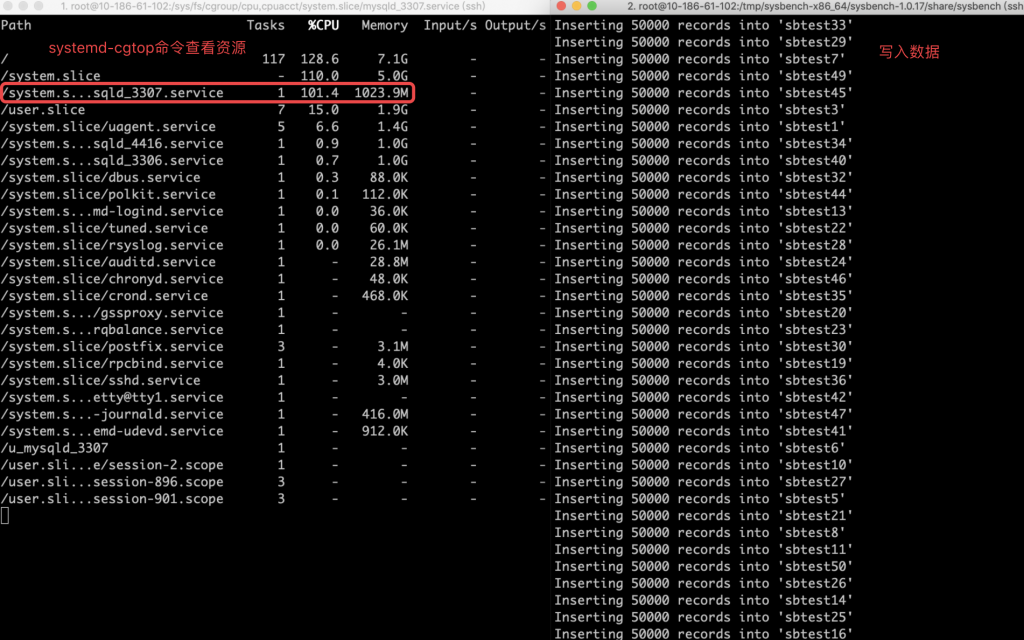 1. root@10-186-61-102:/sys/fs/cgroup/cpu,cpuacct/system.slice/mysqld_3307.service (ssh)
Path Tasks %CPU Memory Input/s Output/s
systemd-cgtop命令查看资源
/ 117 128.6 7.1G - -
/system.slice - 110.0 5.0G - -
/system.s...sqld_3307.service 1 101.4 1023.9M - -
/user.slice 7 15.0 1.9G - -
/system.slice/uagent.service 5 6.6 1.4G - -
/system.s...sqld_4416.service 1 0.9 1.0G - -
/system.s...sqld_3306.service 1 0.7 1.0G - -
/system.slice/dbus.service 1 0.3 88.0K - -
/system.slice/polkit.service 1 0.1 112.0K - -
/system.s...md-logind.service 1 0.0 36.0K - -
/system.slice/tuned.service 1 0.0 60.0K - -
/system.slice/rsyslog.service 1 0.0 26.1M - -
/system.slice/auditd.service 1 - 28.8M - -
/system.slice/chronyd.service 1 - 48.0K - -
/system.slice/crond.service 1 - 468.0K - -
/system.s.../gssproxy.service 1 - - - -
/system.s...rqbalance.service 1 - - - -
/system.slice/postfix.service 3 - 3.1M - -
/system.slice/rpcbind.service 1 - 4.0K - -
/system.slice/sshd.service 1 - 3.0M - -
/system.s...etty@tty1.service 1 - - - -
/system.s...-journald.service 1 - 416.0M - -
/system.s...emd-udevd.service 1 - 912.0K - -
/u_mysqld_3307 1 - - - -
/user.sli...e/session-2.scope 1 - - - -
/user.sli...session-896.scope 3 - - - -
/user.sli...session-901.scope 3 - - - -
2. root@10-186-61-102:/tmp/sysbench-x86_64/sysbench-1.0.17/share/sysbench (ssh
Inserting 50000 records into 'sbtest33'
Inserting 50000 records into 'sbtest29'
写入数据
Inserting 50000 records into 'sbtest7'
Inserting 50000 records into 'sbtest49'
Inserting 50000 records into 'sbtest45'
Inserting 50000 records into 'sbtest3'
Inserting 50000 records into 'sbtest1'
Inserting 50000 records into 'sbtest34'
Inserting 50000 records into 'sbtest40'
Inserting 50000 records into 'sbtest32'
Inserting 50000 records into 'sbtest44'
Inserting 50000 records into 'sbtest13'
Inserting 50000 records into 'sbtest22'
Inserting 50000 records into 'sbtest28'
Inserting 50000 records into 'sbtest24'
Inserting 50000 records into 'sbtest46'
Inserting 50000 records into 'sbtest35'
Inserting 50000 records into 'sbtest20'
Inserting 50000 records into 'sbtest23'
Inserting 50000 records into 'sbtest30'
Inserting 50000 records into 'sbtest19'
Inserting 50000 records into 'sbtest36'
Inserting 50000 records into 'sbtest42'
Inserting 50000 records into 'sbtest47'
Inserting 50000 records into 'sbtest41'
Inserting 50000 records into 'sbtest6'
Inserting 50000 records into 'sbtest10'
Inserting 50000 records into 'sbtest27'
Inserting 50000 records into 'sbtest5'
Inserting 50000 records into 'sbtest21'
Inserting 50000 records into 'sbtest8'
Inserting 50000 records into 'sbtest11'
Inserting 50000 records into 'sbtest50'
Inserting 50000 records into 'sbtest26'
Inserting 50000 records into 'sbtest14'
Inserting 50000 records into 'sbtest25'
Inserting 50000 records into 'sbtest16'